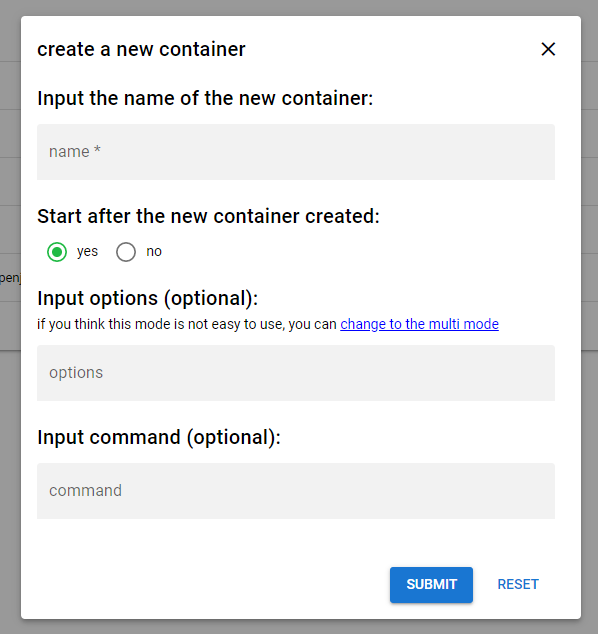 create a new container
Input the name of the new container:
name *
Start after the new container created:
yes no
Input options (optional):
if you think this mode is not easy to use, you can change to the multi mode
options
Input command (optional):
command
SUBMIT RESET